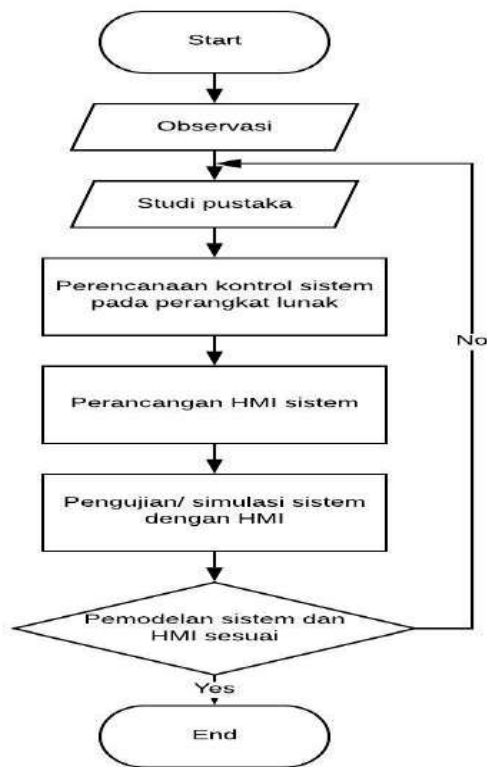 Start
Observasi
Studi pustaka
Perencanaan kontrol sistem
pada perangkat lunak
No
Perancangan HMI sistem
Pengujian/ simulasi sistem
dengan HMI
Pemodelan sistem dan
HMI sesuai
Yes
End